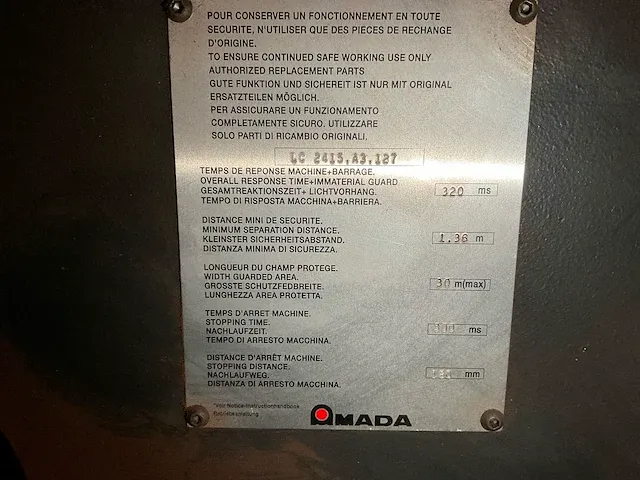 POUR CONSERVER UN FONCTIONNEMENT EN TOUTE
SECURITE, N'UTILISER QUE DES PIECES DE RECHANGE
D'ORIGINE.
TO ENSURE CONTINUED SAFE WORKING USE ONLY
AUTHORIZED REPLACEMENT PARTS
GUTE FUNKTION UND SICHEREIT IST NUR MIT ORIGINAL
ERSATZTEILEN MÖGLICH.
PER ASSICURARE UN FUNZIONAMENTO
COMPLETAMENTE SICURO. UTILIZZARE
SOLO PARTI DI RICAMBIO ORIGINALI.
LC 2415.A3.127
TEMPS DE REPONSE MACHINE+BARRAGE.
OVERALL RESPONSE TIME+IMMATERIAL GUARD
GESAMTREAKTIONSZEIT+ LICHTVORHANG. 320 ms
TEMPO DI RISPOSTA MACCHINA+BARRIERA.
DISTANCE MINI DE SECURITE.
MINIMUM SEPARATION DISTANCE.
KLEINSTER SICHERHEITSABSTAND. 1.36 m
DISTANZA MINIMA DI SICUREZZA.
LONGUEUR DU CHAMP PROTEGE.
WIDTH GUARDED AREA.
GROSSTE SCHUTZFEDBREITE. 30 m(max)
LUNGHEZZA AREA PROTETTA.
TEMPS D'ARRET MACHINE.
STOPPING TIME.
NACHLAUFZEIT. ms
TEMPO DI ARRESTO MACCHINA.
DISTANCE D'ARRÊT MACHINE.
STOPPING DISTANCE.
NACHLAUFWEG. mm
DISTANZA DI ARRESTO MACCHINA.
*Voir Notice-Instructionhandbook
Betriebsanleitung
AMADA